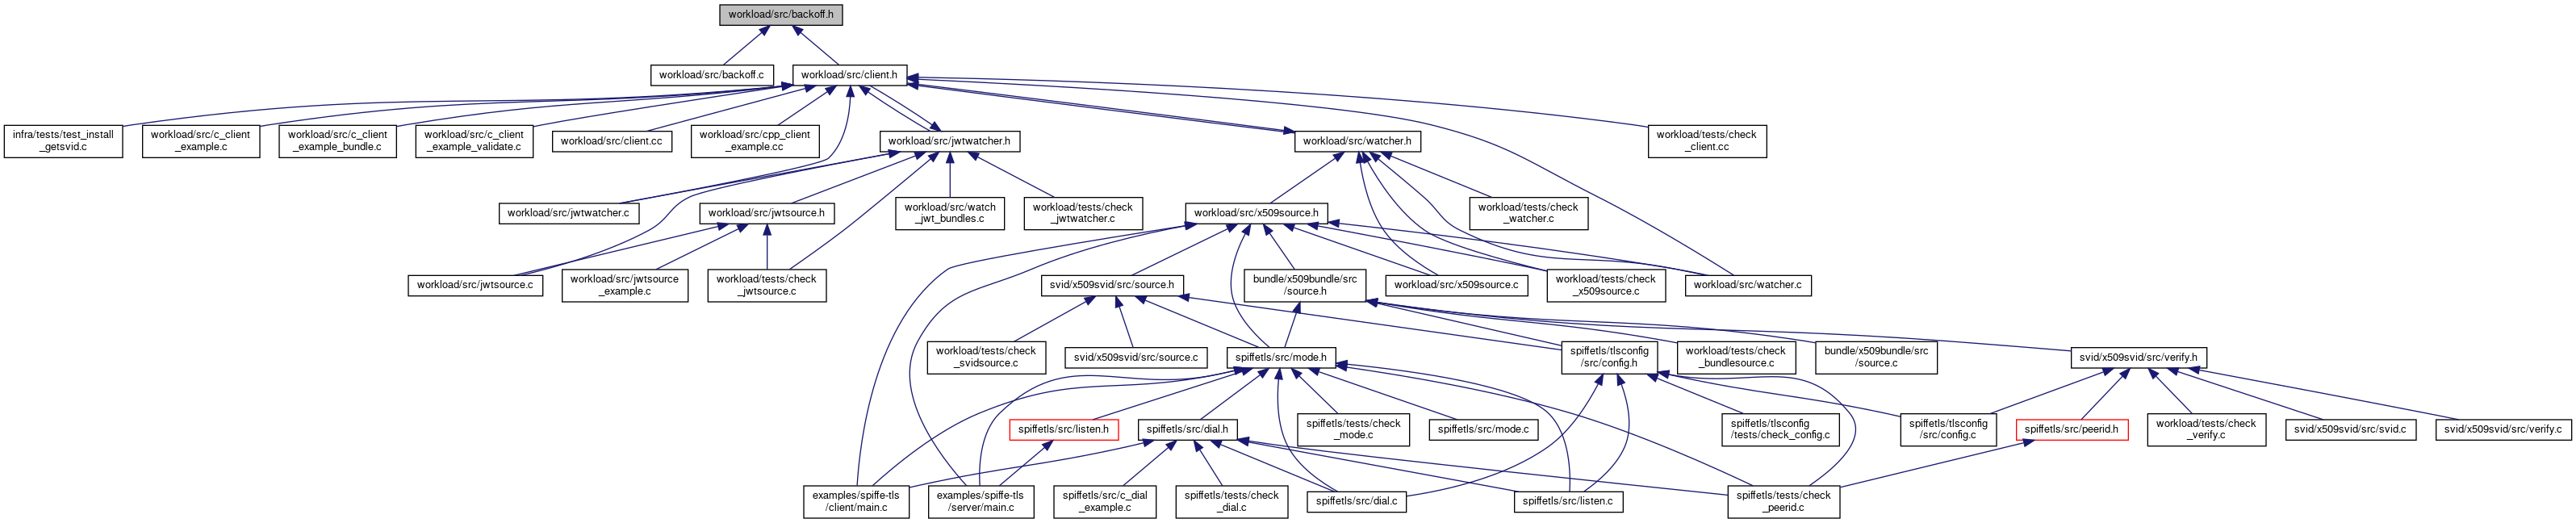 workload/src/backoff.h
workload/src/backoff.c
workload/src/client.h
infra/tests/test_install
_getsvid.c
workload/src/c_client
_example.c
workload/src/c_client
_example_bundle.c
workload/src/c_client
_example_validate.c
workload/src/client.cc
workload/src/cpp_client
_example.cc
workload/src/jwtwatcher.h
workload/src/watcher.h
workload/tests/check
_client.cc
workload/src/jwtwatcher.c
workload/src/jwtsource.h
workload/src/watch
_jwt_bundles.c
workload/tests/check
_jwtwatcher.c
workload/src/x509source.h
workload/tests/check
_watcher.c
workload/src/jwtsource.c
workload/src/jwtsource
_example.c
workload/tests/check
_jwtsource.c
svid/x509svid/src/source.h
bundle/x509bundle/src
/source.h
workload/src/x509source.c
workload/tests/check
_x509source.c
workload/src/watcher.c
workload/tests/check
_svidsource.c
svid/x509svid/src/source.c
spiffetls/src/mode.h
spiffetls/tlsconfig
/src/config.h
workload/tests/check
_bundlesource.c
bundle/x509bundle/src
/source.c
svid/x509svid/src/verify.h
spiffetls/src/listen.h
spiffetls/src/dial.h
spiffetls/tests/check
_mode.c
spiffetls/src/mode.c
spiffetls/tlsconfig
/tests/check_config.c
spiffetls/tlsconfig
/src/config.c
spiffetls/src/peerid.h
workload/tests/check
_verify.c
svid/x509svid/src/svid.c
svid/x509svid/src/verify.c
examples/spiffe-tls
/client/main.c
examples/spiffe-tls
/server/main.c
spiffetls/src/c_dial
_example.c
spiffetls/tests/check
_dial.c
spiffetls/src/dial.c
spiffetls/src/listen.c
spiffetls/tests/check
_peerid.c